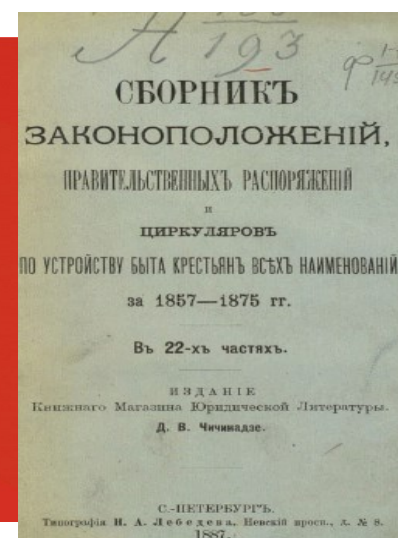 193
СБОРНИКЪ
ЗАКОНОПОЛОЖЕНІЙ,
ПРАВИТЕЛЬСТВЕННЫХЪ РАСПОРЯЖЕНІЙ
и
ЦИРКУЛЯРОВЪ
ПО УСТРОЙСТВУ БЫТА КРЕСТЬЯНЪ ВСѢХЪ НАИМЕНОВАНІЙ
за 1857—1875 гг.
Въ 22-хъ частяхъ.
ИЗДАНІЕ
Книжнаго Магазина Юридической Литературы.
Д. В. Чичинадзе.
С.-ПЕТЕРБУРГЪ.
Типографія И. А. Лебедева, Невскій просп., д. № 8.
1887.